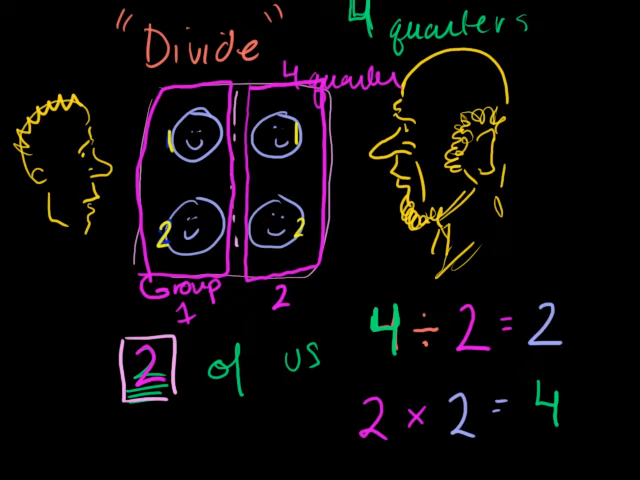 4 quarters
"Divide"
4 quarter
1 1
2 2
Group 2
1
4 ÷ 2 = 2
2 of us
2 × 2 = 4